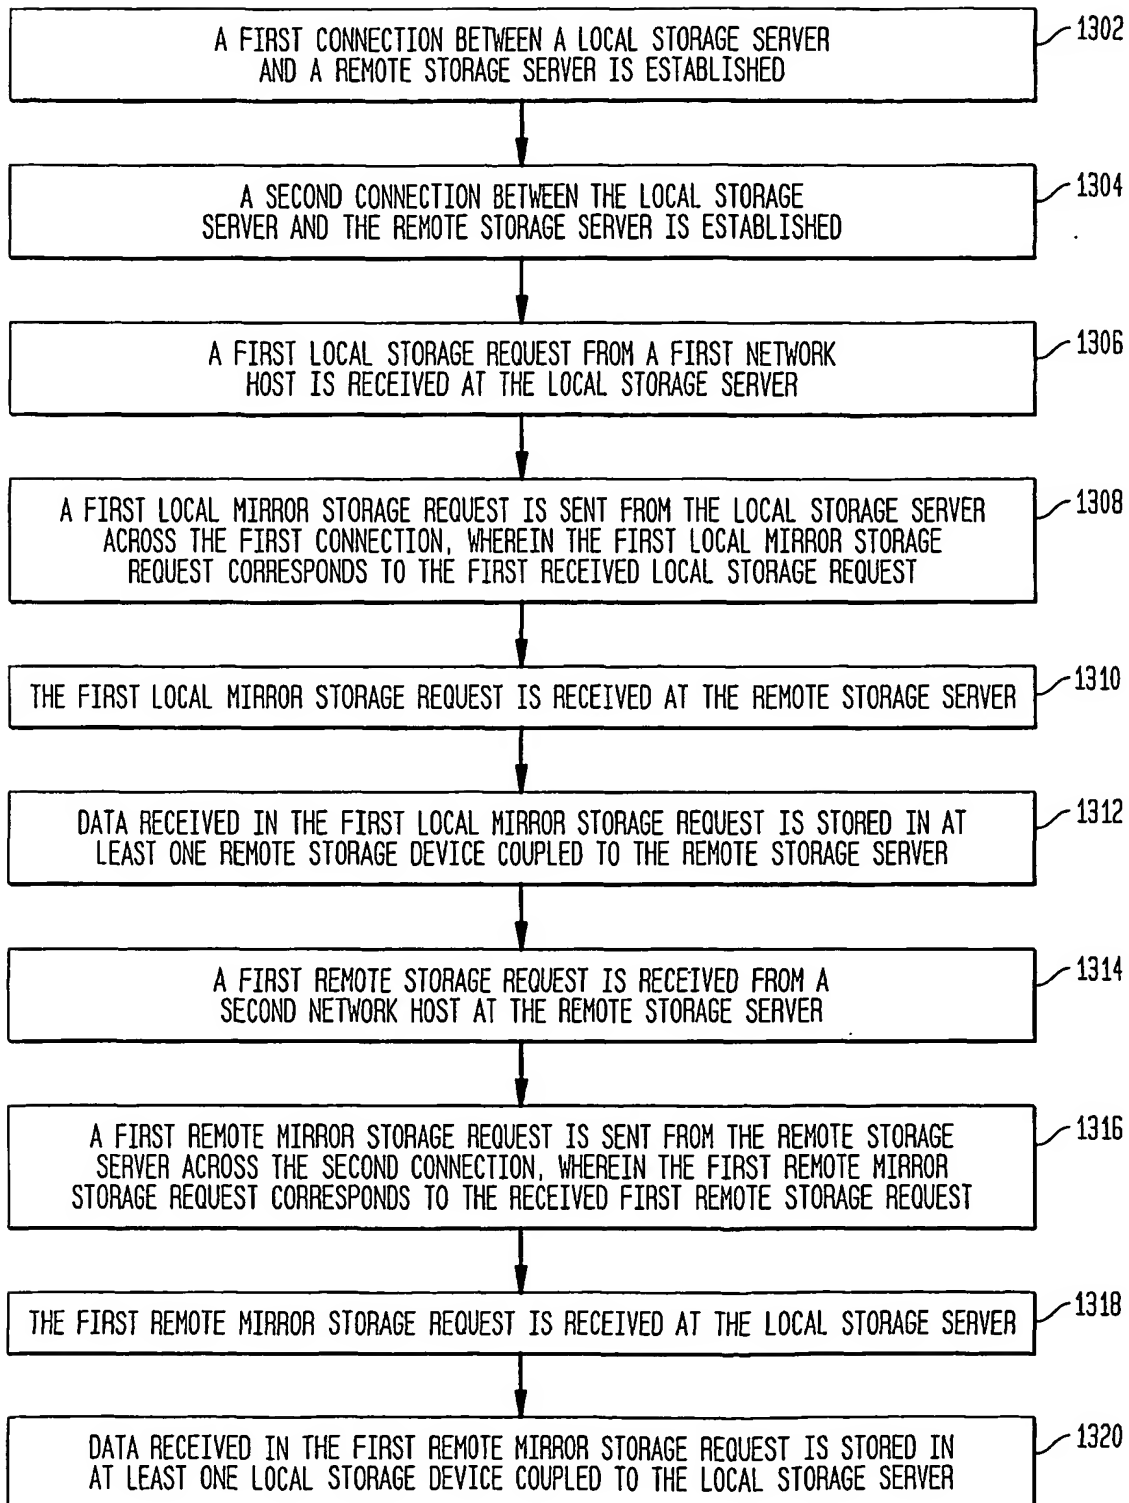 A FIRST CONNECTION BETWEEN A LOCAL STORAGE SERVER
AND A REMOTE STORAGE SERVER IS ESTABLISHED
1302
A SECOND CONNECTION BETWEEN THE LOCAL STORAGE
SERVER AND THE REMOTE STORAGE SERVER IS ESTABLISHED
1304
A FIRST LOCAL STORAGE REQUEST FROM A FIRST NETWORK
HOST IS RECEIVED AT THE LOCAL STORAGE SERVER
1306
A FIRST LOCAL MIRROR STORAGE REQUEST IS SENT FROM THE LOCAL STORAGE SERVER
ACROSS THE FIRST CONNECTION, WHEREIN THE FIRST LOCAL MIRROR STORAGE
REQUEST CORRESPONDS TO THE FIRST RECEIVED LOCAL STORAGE REQUEST
1308
THE FIRST LOCAL MIRROR STORAGE REQUEST IS RECEIVED AT THE REMOTE STORAGE SERVER
1310
DATA RECEIVED IN THE FIRST LOCAL MIRROR STORAGE REQUEST IS STORED IN AT
LEAST ONE REMOTE STORAGE DEVICE COUPLED TO THE REMOTE STORAGE SERVER
1312
A FIRST REMOTE STORAGE REQUEST IS RECEIVED FROM A
SECOND NETWORK HOST AT THE REMOTE STORAGE SERVER
1314
A FIRST REMOTE MIRROR STORAGE REQUEST IS SENT FROM THE REMOTE STORAGE
SERVER ACROSS THE SECOND CONNECTION, WHEREIN THE FIRST REMOTE MIRROR
STORAGE REQUEST CORRESPONDS TO THE RECEIVED FIRST REMOTE STORAGE REQUEST
1316
THE FIRST REMOTE MIRROR STORAGE REQUEST IS RECEIVED AT THE LOCAL STORAGE SERVER
1318
DATA RECEIVED IN THE FIRST REMOTE MIRROR STORAGE REQUEST IS STORED IN
AT LEAST ONE LOCAL STORAGE DEVICE COUPLED TO THE LOCAL STORAGE SERVER
1320